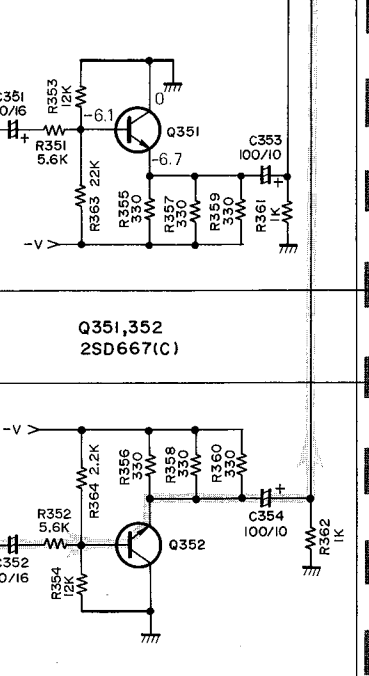 C351
0/16
+
R353
12K
-6.1
0
Q351
-6.7
R351
5.6K
R363 22K
R355
330
R357
330
R359
330
C353
100/10
+
R361
1K
-V
Q351,352
2SD667(C)
-V
R364 2.2K
R356
330
R358
330
R360
330
+
C354
100/10
R362
1K
R352
5.6K
Q352
C352
0/16
R354
12K